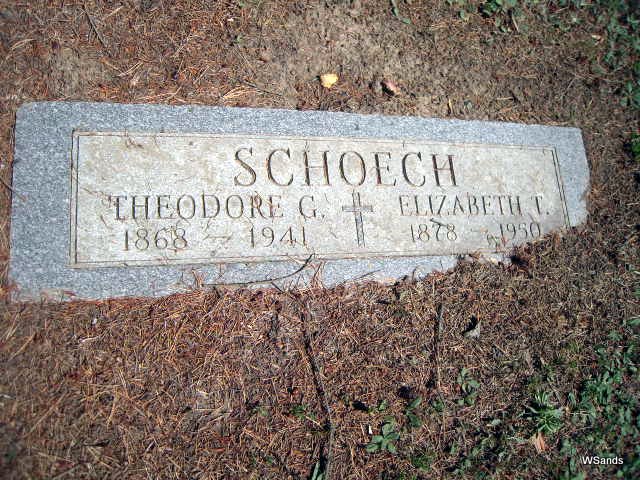 SCHOECH
THEODORE G. ELIZABETH T.
1868 — 1941 1878 — 1950
WSands